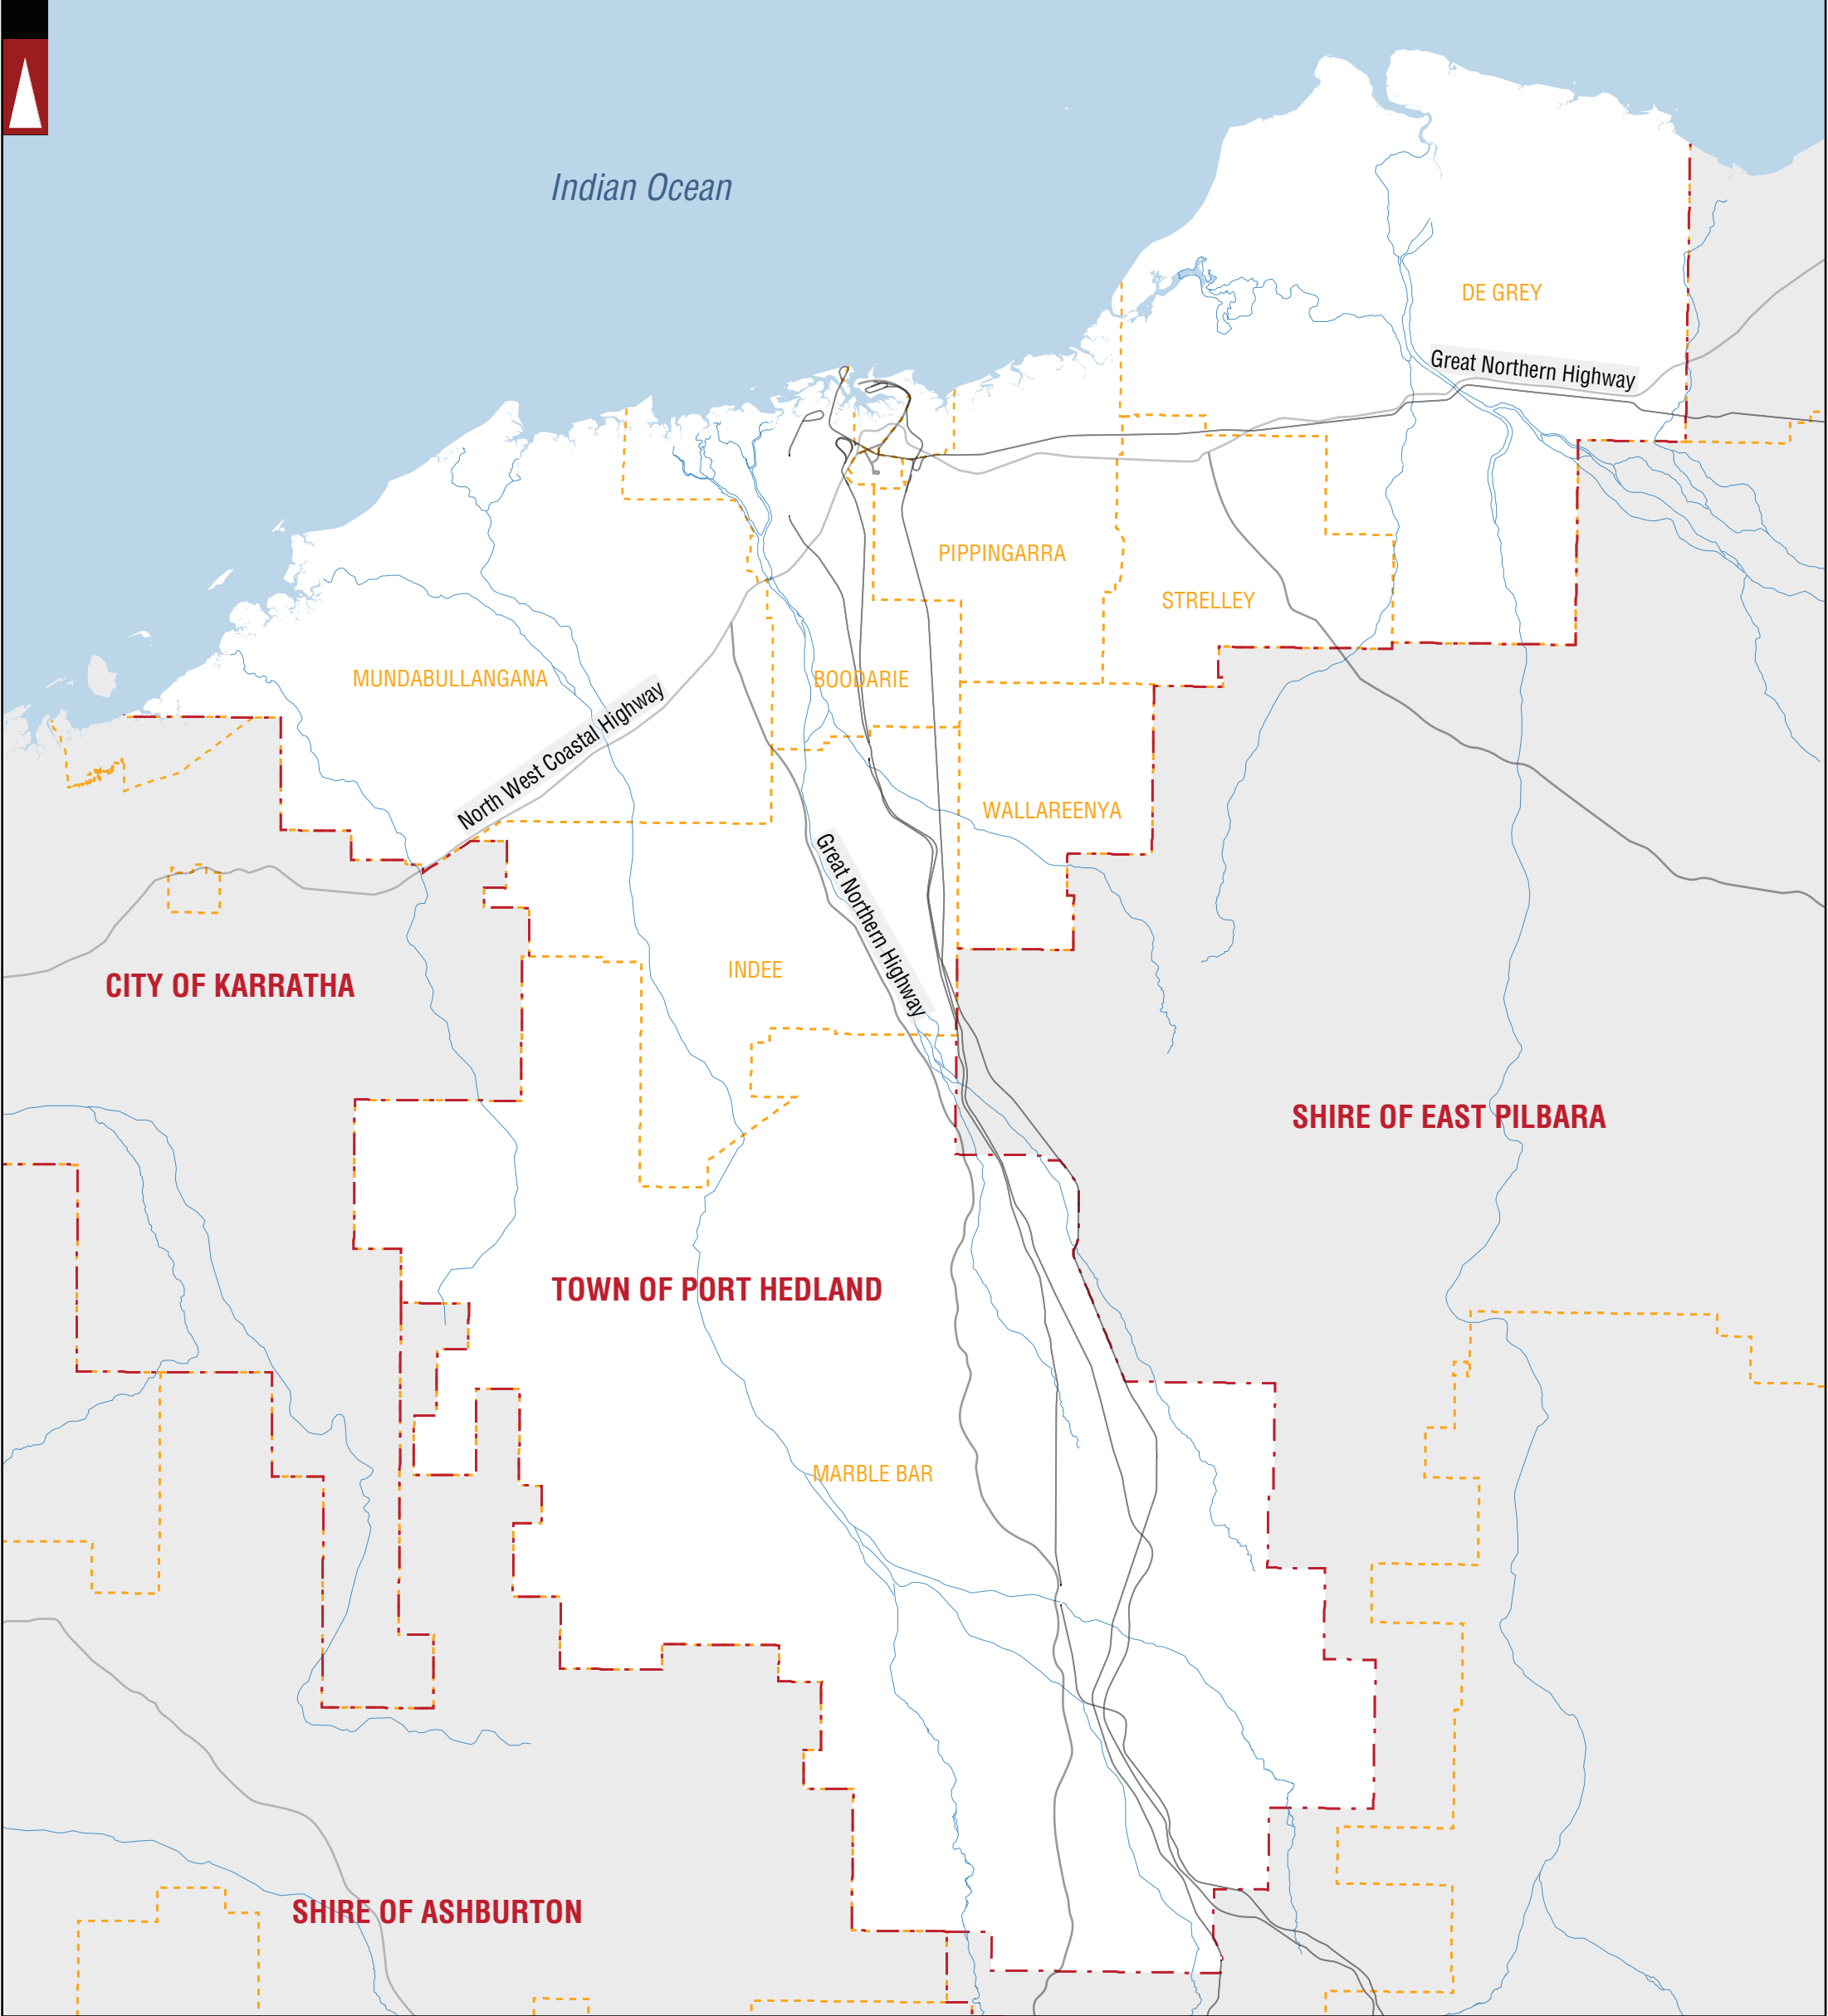 Indian Ocean
DE GREY
Great Northern Highway
PIPPINGARRA
STRELLEY
MUNDABULLANGANA
BOODARIE
North West Coastal Highway
WALLAREENYA
Great Northern Highway
INDEE
CITY OF KARRATHA
SHIRE OF EAST PILBARA
TOWN OF PORT HEDLAND
MARBLE BAR
SHIRE OF ASHBURTON